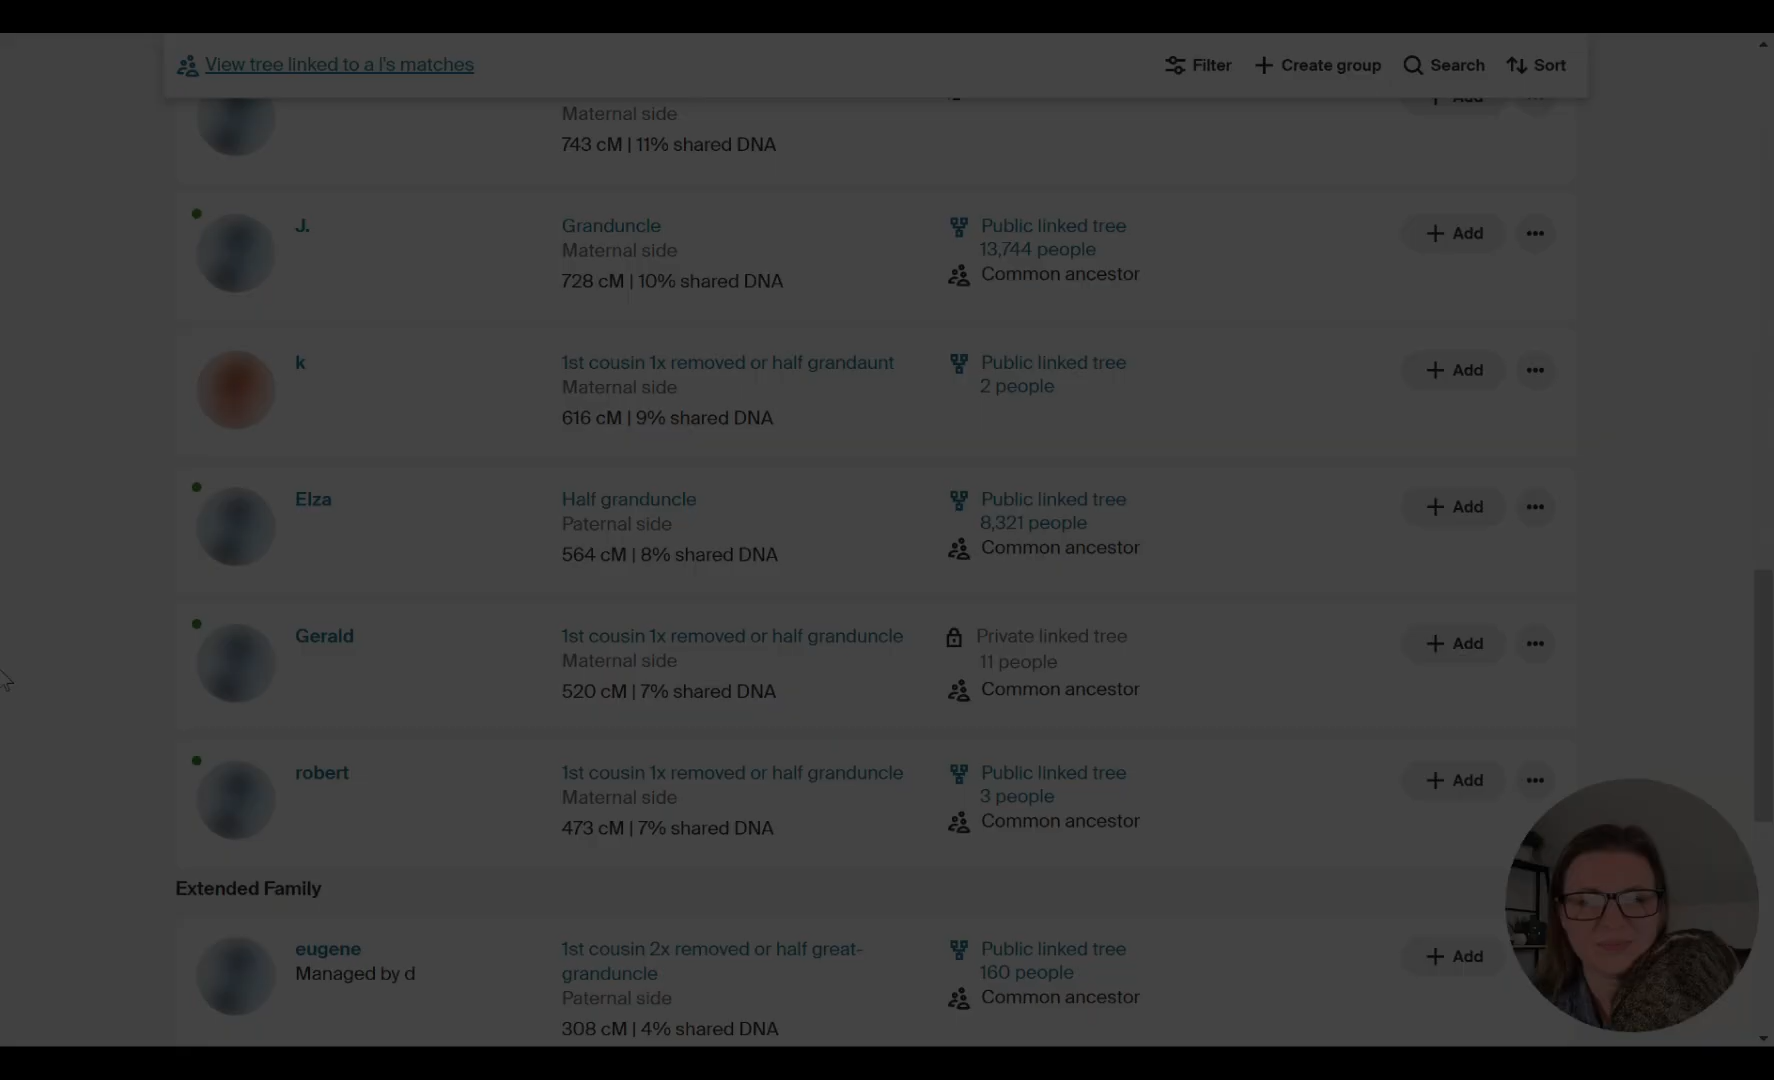 View tree linked to a l's matches
Filter
Create group
Search
Sort
Maternal side
743 cM | 11% shared DNA
Add
J.
Granduncle
Maternal side
728 cM | 10% shared DNA
Public linked tree
13,744 people
Common ancestor
Add
k
1st cousin 1x removed or half grandaunt
Maternal side
616 cM | 9% shared DNA
Public linked tree
2 people
Add
Elza
Half granduncle
Paternal side
564 cM | 8% shared DNA
Public linked tree
8,321 people
Common ancestor
Add
Gerald
1st cousin 1x removed or half granduncle
Maternal side
520 cM | 7% shared DNA
Private linked tree
11 people
Common ancestor
Add
robert
1st cousin 1x removed or half granduncle
Maternal side
473 cM | 7% shared DNA
Public linked tree
3 people
Common ancestor
Add
Extended Family
eugene
Managed by d
1st cousin 2x removed or half great-
granduncle
Paternal side
308 cM | 4% shared DNA
Public linked tree
160 people
Common ancestor
Add